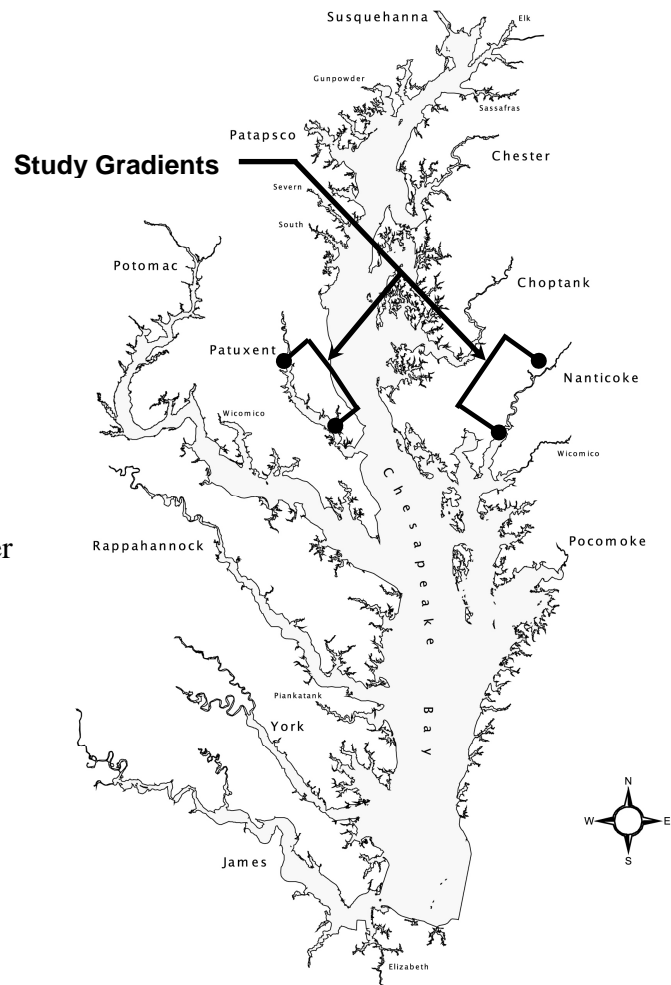 Susquehanna
Elk
Gunpowder
Sassafras
Patapsco
Chester
Study Gradients
Severn
South
Potomac
Choptank
Patuxent
Nanticoke
Wicomico
Wicomico
Chesapeake Bay
Rappahannock
er
Pocomoke
Piankatank
York
N
W E
S
James
Elizabeth